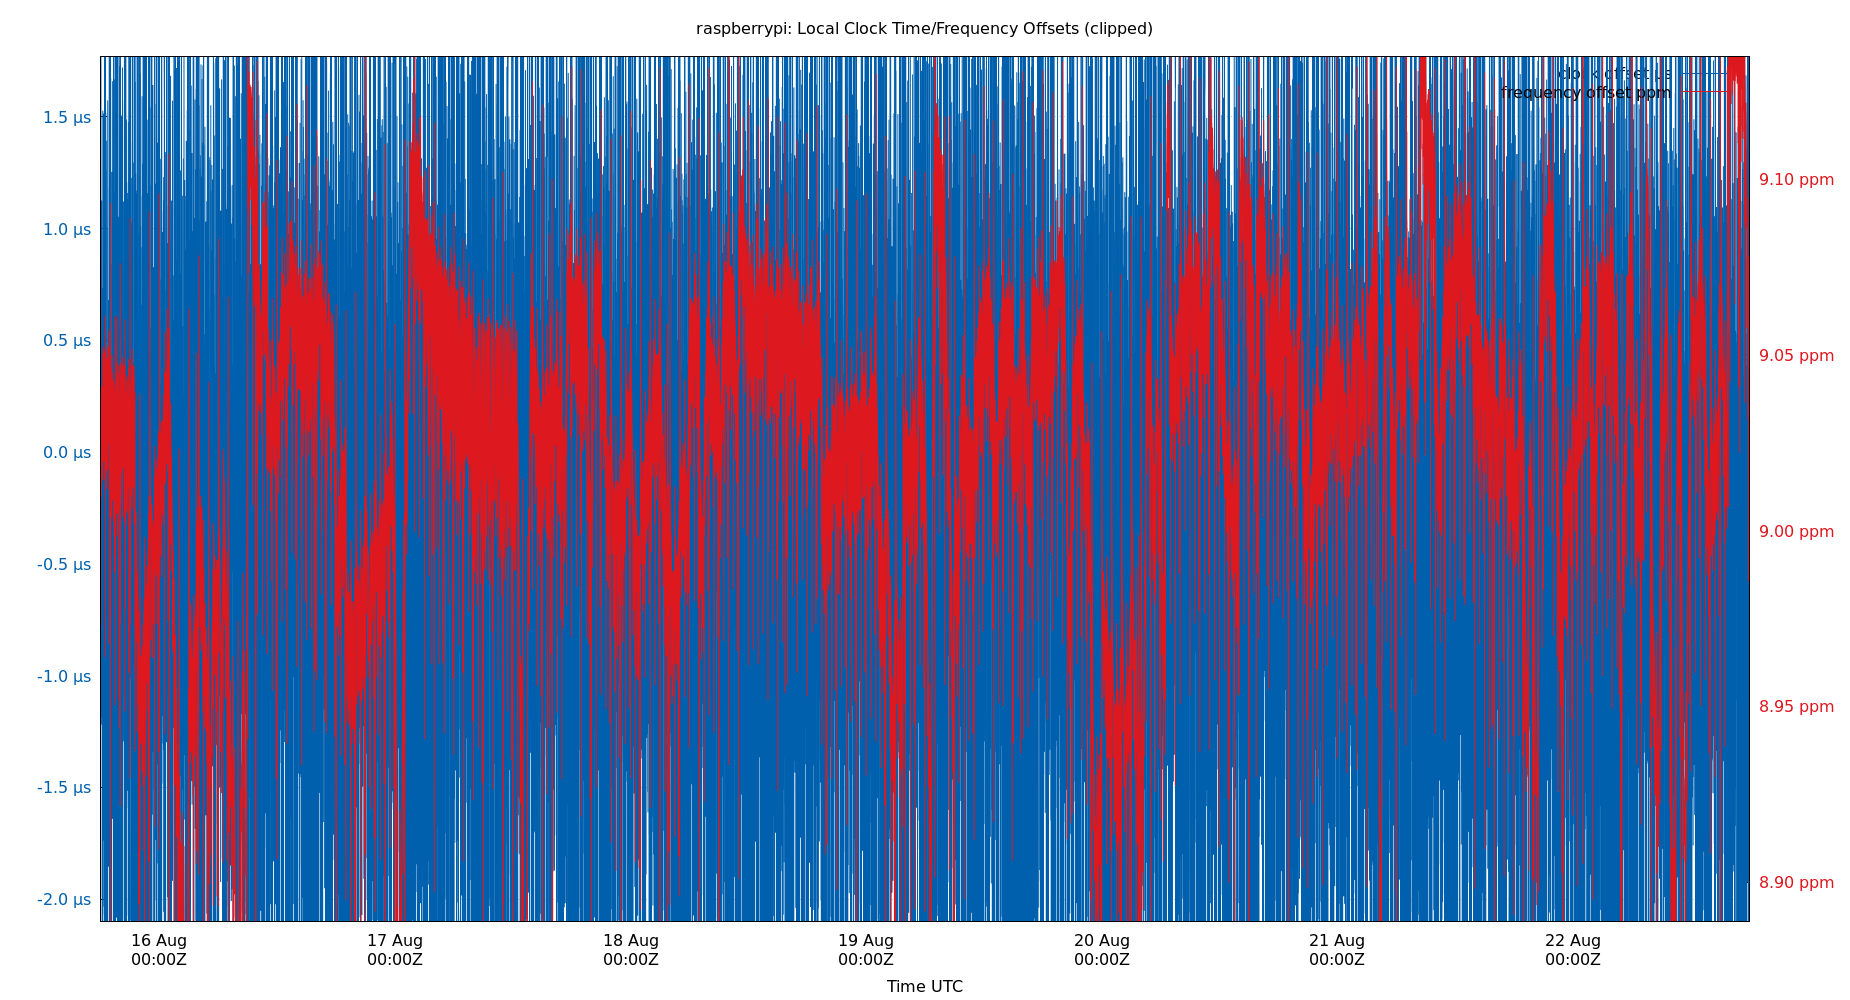 raspberrypi: Local Clock Time/Frequency Offsets (clipped)
clock offset µs
frequency offset ppm
1.5 µs
1.0 µs
0.5 µs
0.0 µs
-0.5 µs
-1.0 µs
-1.5 µs
-2.0 µs
9.10 ppm
9.05 ppm
9.00 ppm
8.95 ppm
8.90 ppm
16 Aug
00:00Z
17 Aug
00:00Z
18 Aug
00:00Z
19 Aug
00:00Z
20 Aug
00:00Z
21 Aug
00:00Z
22 Aug
00:00Z
Time UTC